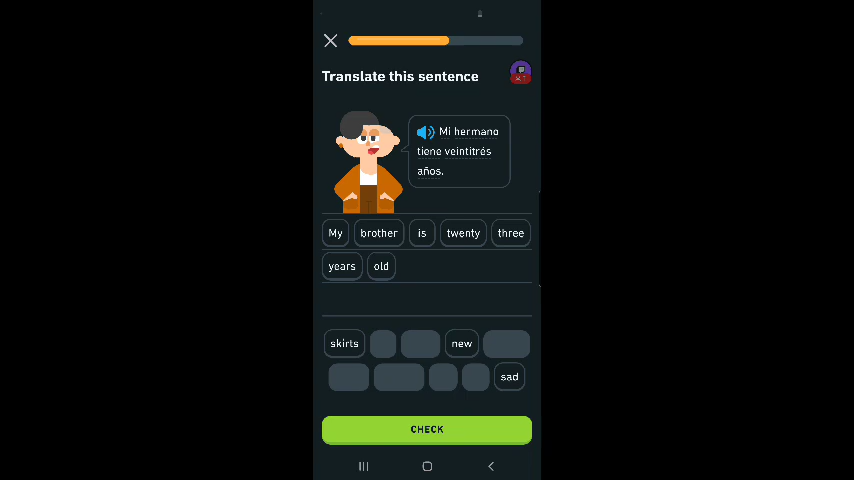 Translate this sentence
Mi hermano
tiene veintitrés
años.
My brother is twenty three
years old
skirts new
sad
CHECK